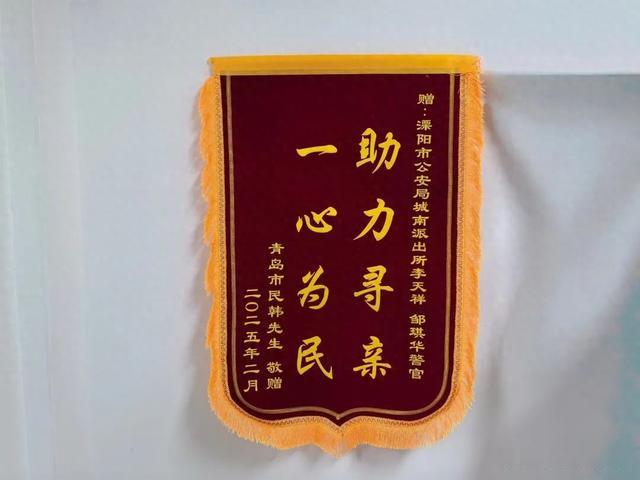 赠：溧阳市公安局城南派出所李天祥 邹琪华警官
助力寻亲
一心为民
青岛市民韩先生 敬赠
二〇二五年二月